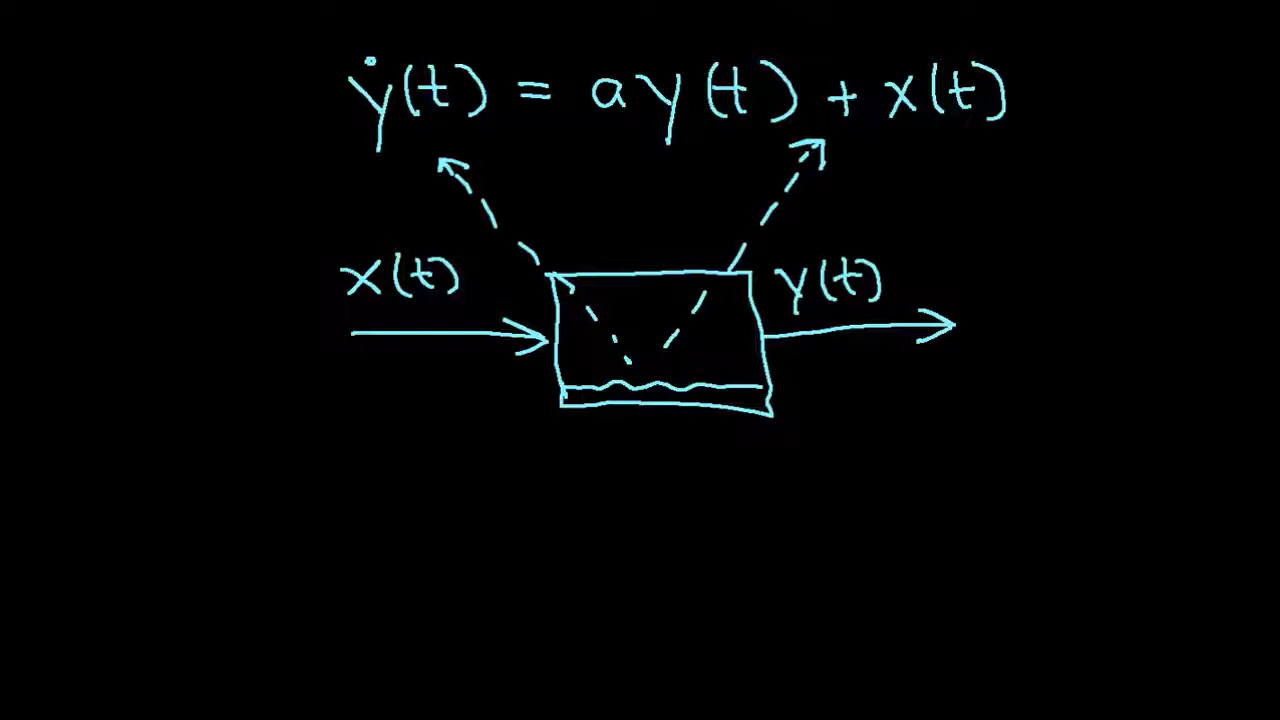 ẏ(t) = ay(t) + x(t)
x(t)
y(t)